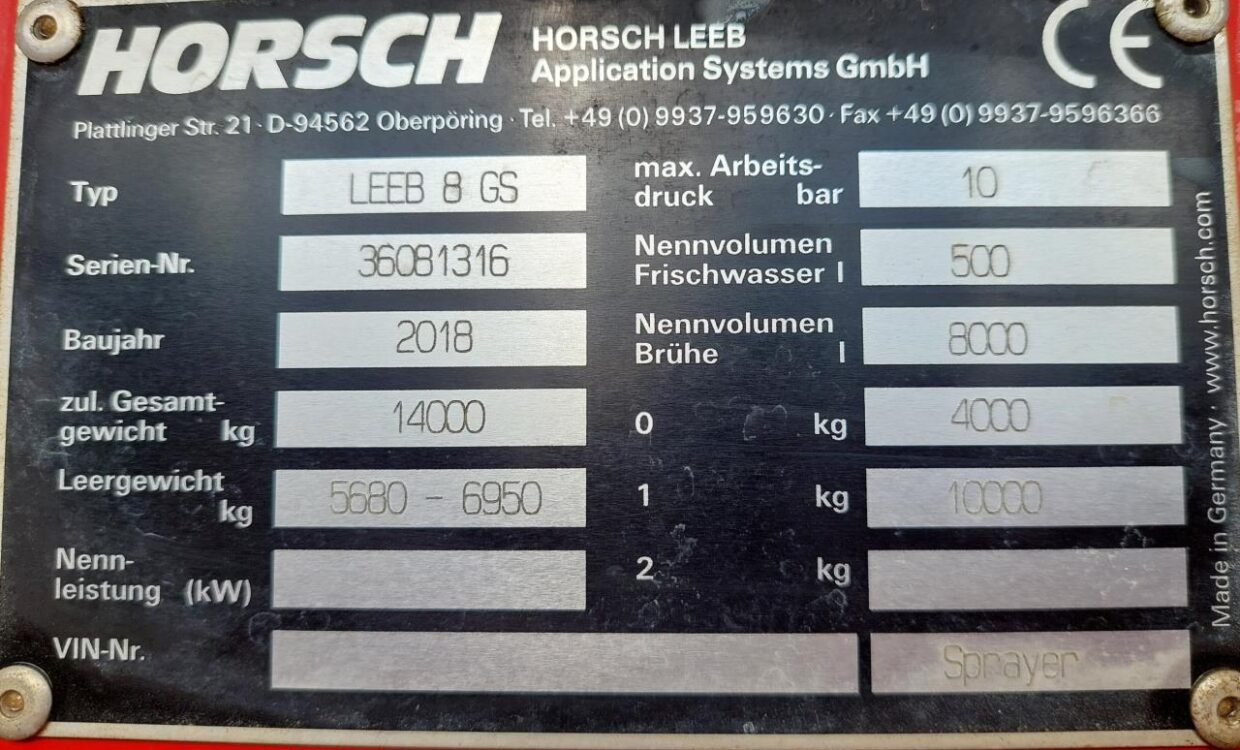 HORSCH
HORSCH LEEB
Application Systems GmbH
CE
Plattlinger Str. 21 · D-94562 Oberpöring · Tel. +49 (0) 9937-959630 · Fax +49 (0) 9937-9596366
Typ LEEB 8 GS
max. Arbeits-
druck bar 10
Serien-Nr. 36081316
Nennvolumen
Frischwasser l 500
Baujahr 2018
Nennvolumen
Brühe l 8000
zul. Gesamt-
gewicht kg 14000
0 kg 4000
Leergewicht
kg 5680 - 6950
1 kg 10000
Nenn-
leistung (kW)
2 kg
VIN-Nr.
Sprayer
Made in Germany · www.horsch.com